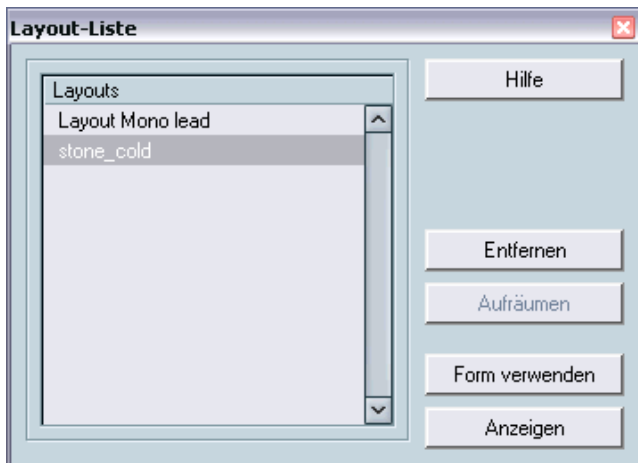 Layout-Liste
Layouts
Layout Mono lead
stone_cold
Hilfe
Entfernen
Aufräumen
Form verwenden
Anzeigen